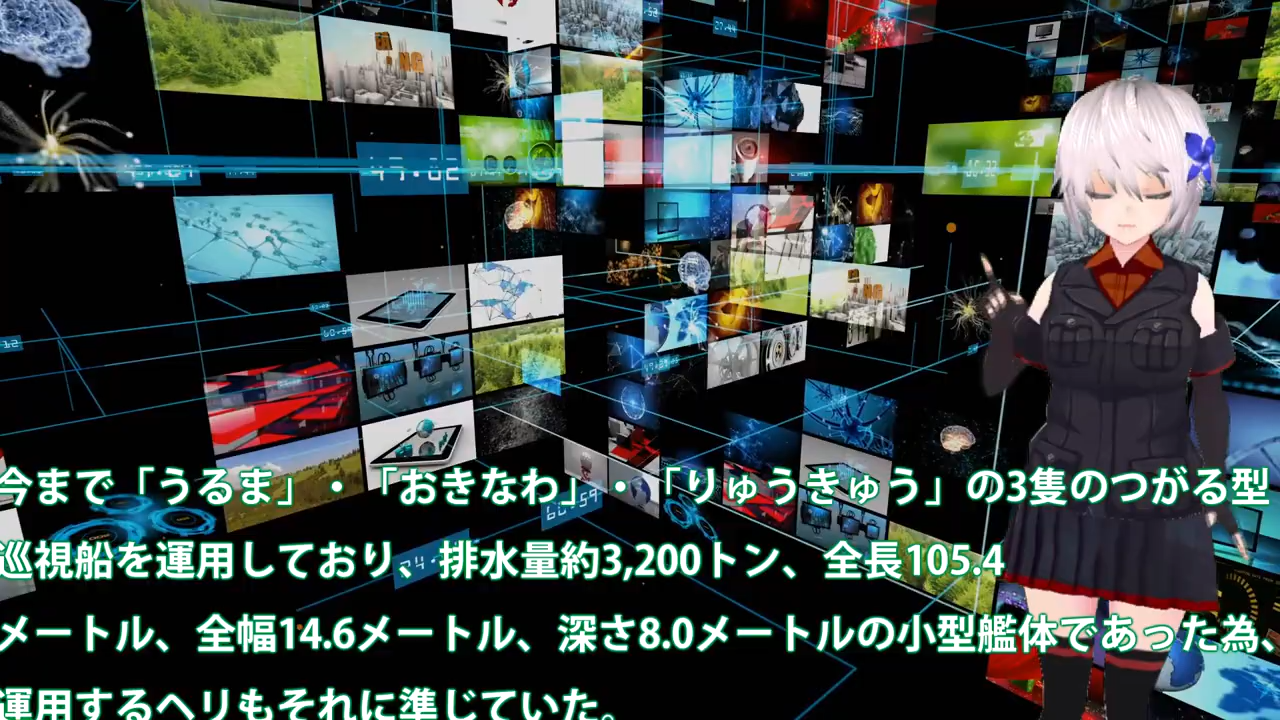 NG
47:02
60:59
今まで「うるま」・「おきなわ」・「りゅうきゅう」の3隻のつがる型
巡視船を運用しており、排水量約3,200トン、全長105.4
メートル、全幅14.6メートル、深さ8.0メートルの小型艦体であった為、
運用するヘリもそれに準じていた。